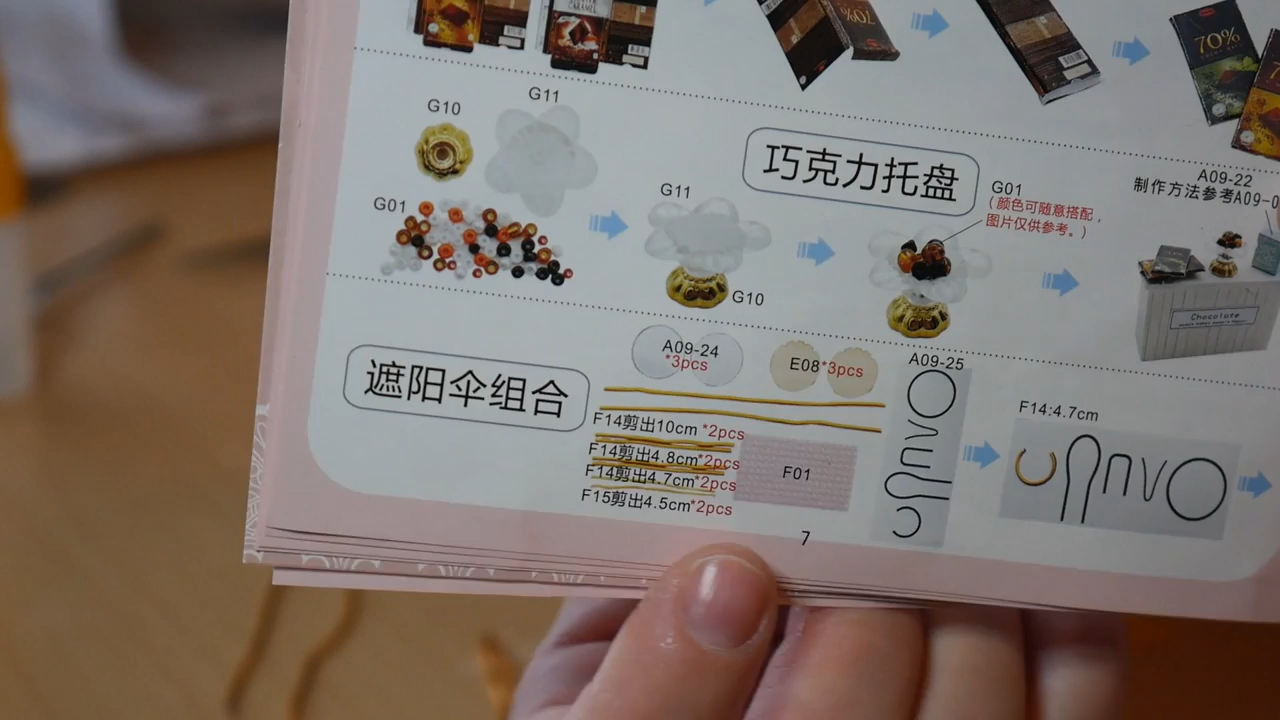 CARAMEL
70%
70%
G10
G11
G01
G11
G10
巧克力托盘
G01
(颜色可随意搭配，
图片仅供参考。)
A09-22
制作方法参考A09-0
Chocolate
遮阳伞组合
A09-24
*3pcs
E08*3pcs
F14剪出10cm *2pcs
F14剪出4.8cm*2pcs
F14剪出4.7cm*2pcs
F15剪出4.5cm*2pcs
F01
A09-25
F14:4.7cm
7